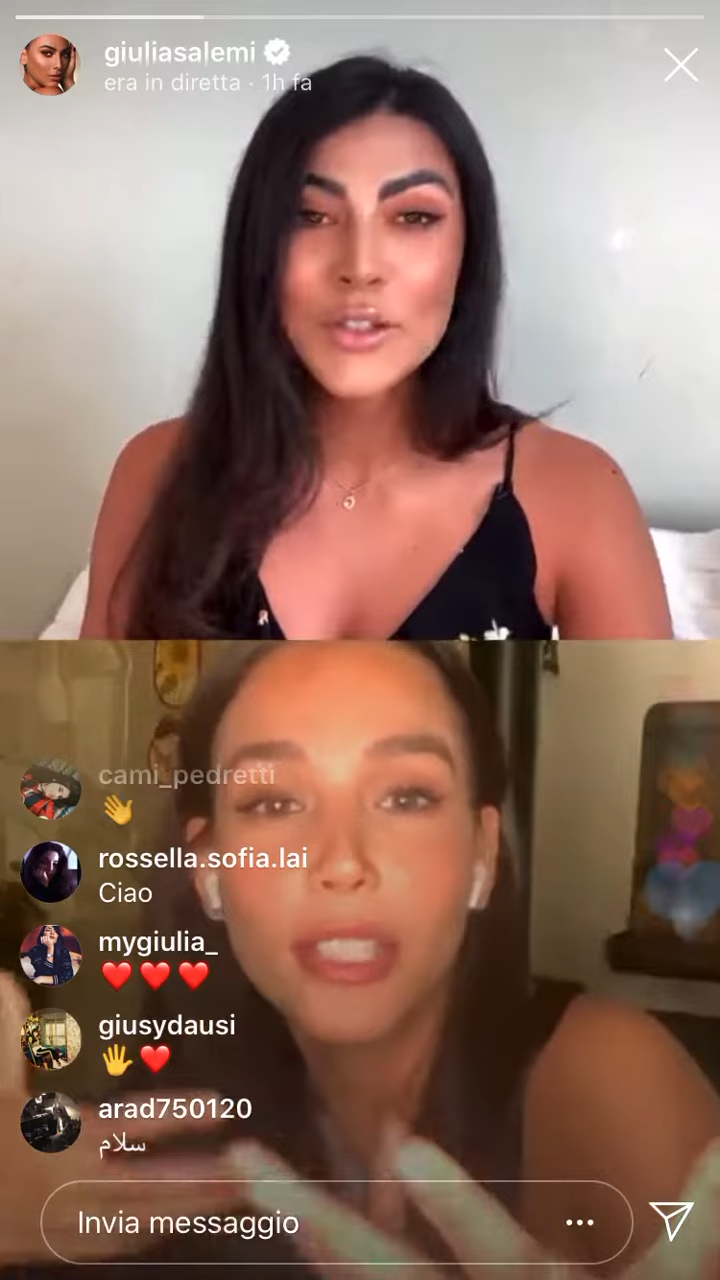 giuliasalemi
era in diretta · 1h fa
cami_pedretti
👋
rossella.sofia.lai
Ciao
mygiulia_
❤️❤️❤️
giusydausi
🖐❤️
arad750120
سلام
Invia messaggio